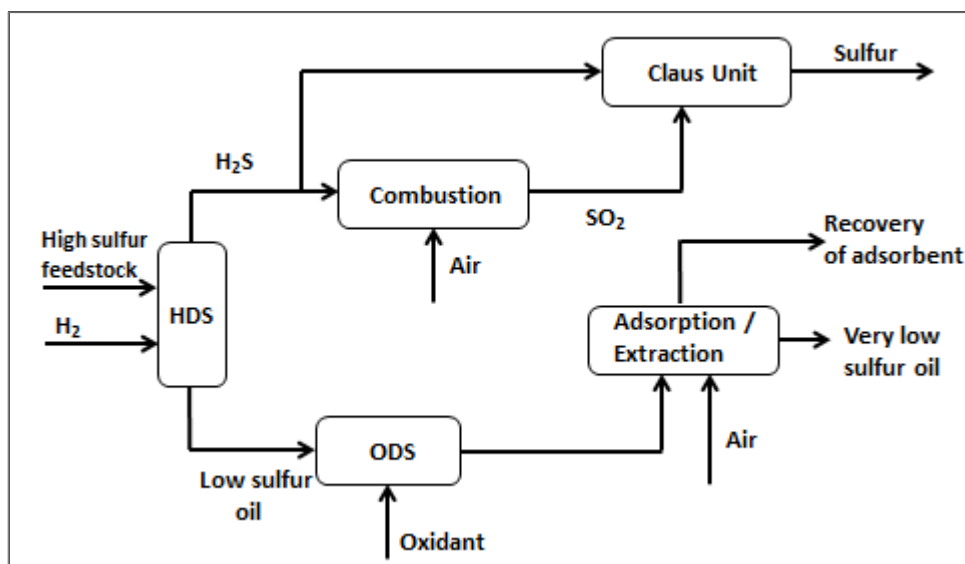 Claus Unit
Sulfur
H₂S
Combustion
SO₂
Air
High sulfur
feedstock
H₂
HDS
Recovery
of adsorbent
Adsorption /
Extraction
Very low
sulfur oil
Air
ODS
Low sulfur
oil
Oxidant